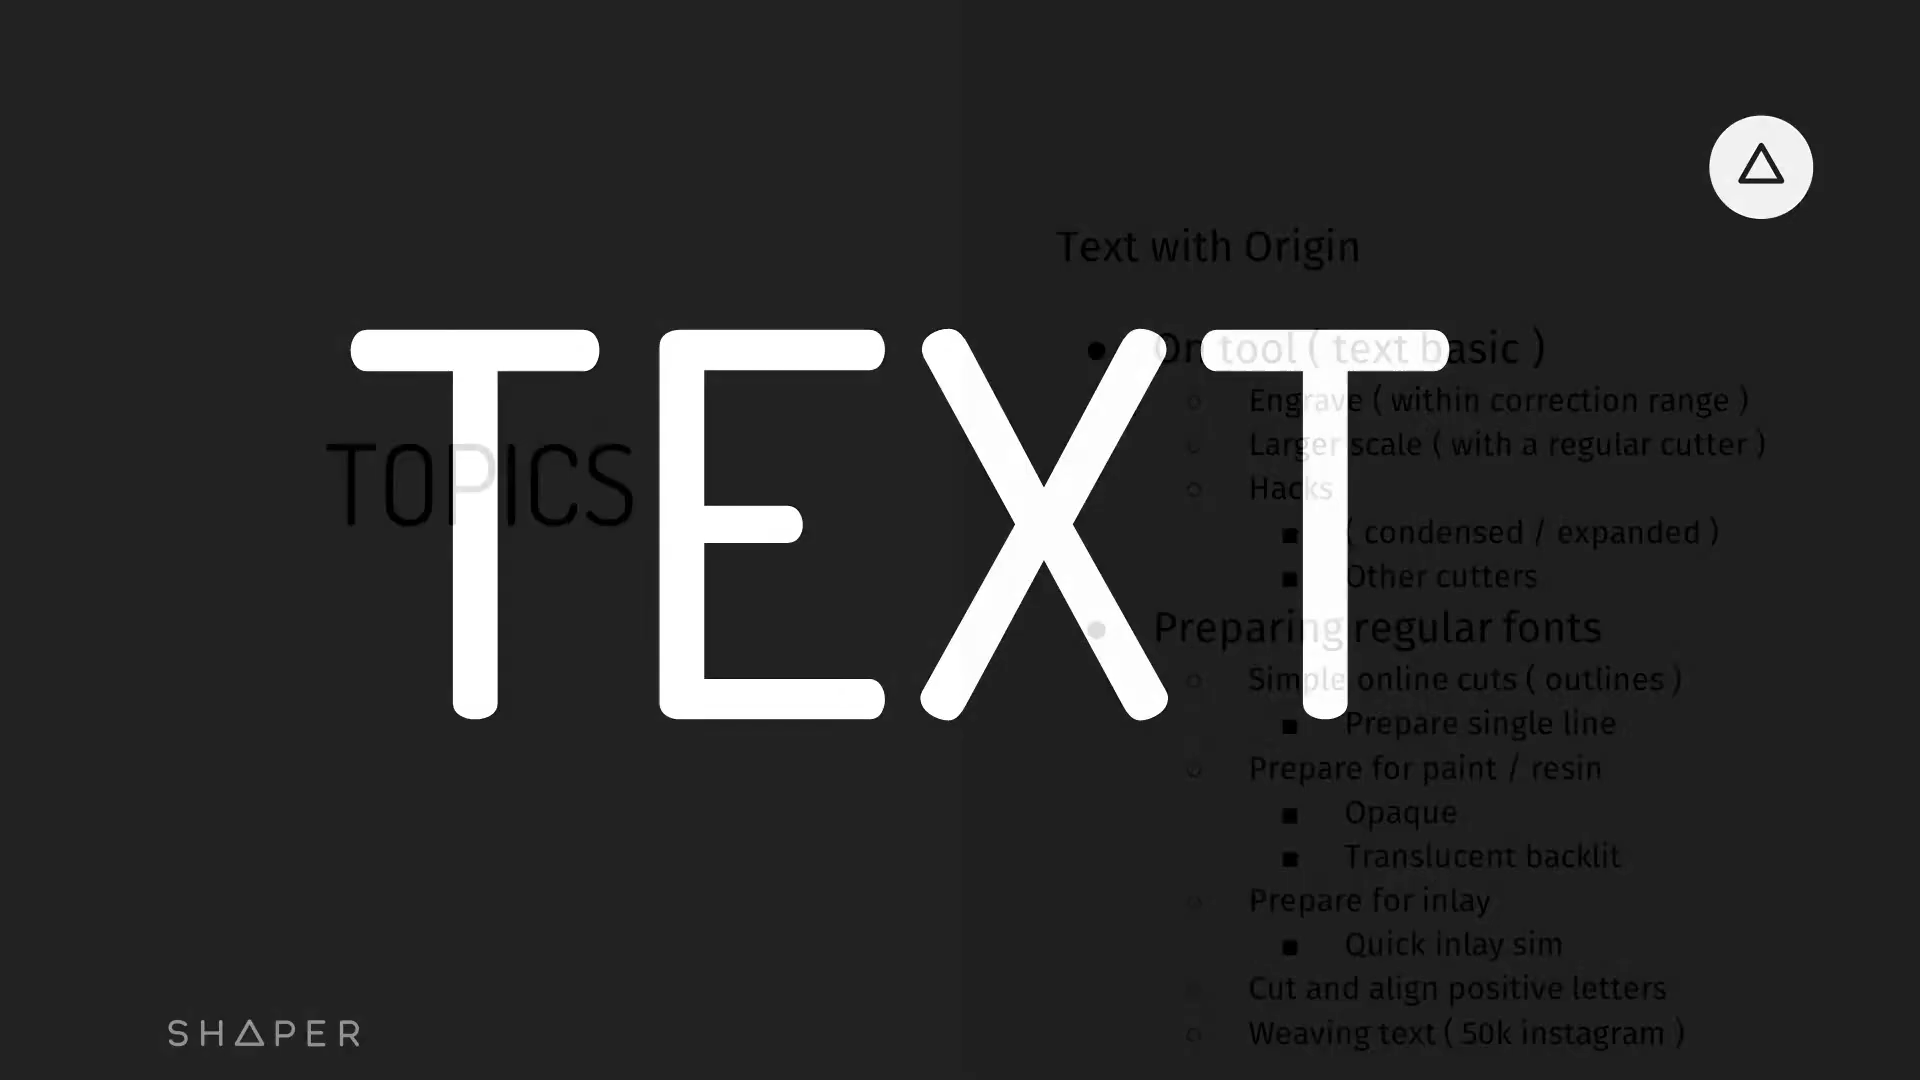 TEXT
TOPICS
Text with Origin
● On tool ( text basic )
○ Engrave ( within correction range )
○ Larger scale ( with a regular cutter )
○ Hacks
■ ( condensed / expanded )
■ Other cutters
● Preparing regular fonts
○ Simple online cuts ( outlines )
■ Prepare single line
○ Prepare for paint / resin
■ Opaque
■ Translucent backlit
○ Prepare for inlay
■ Quick inlay sim
○ Cut and align positive letters
○ Weaving text ( 50k instagram )
SHAPER